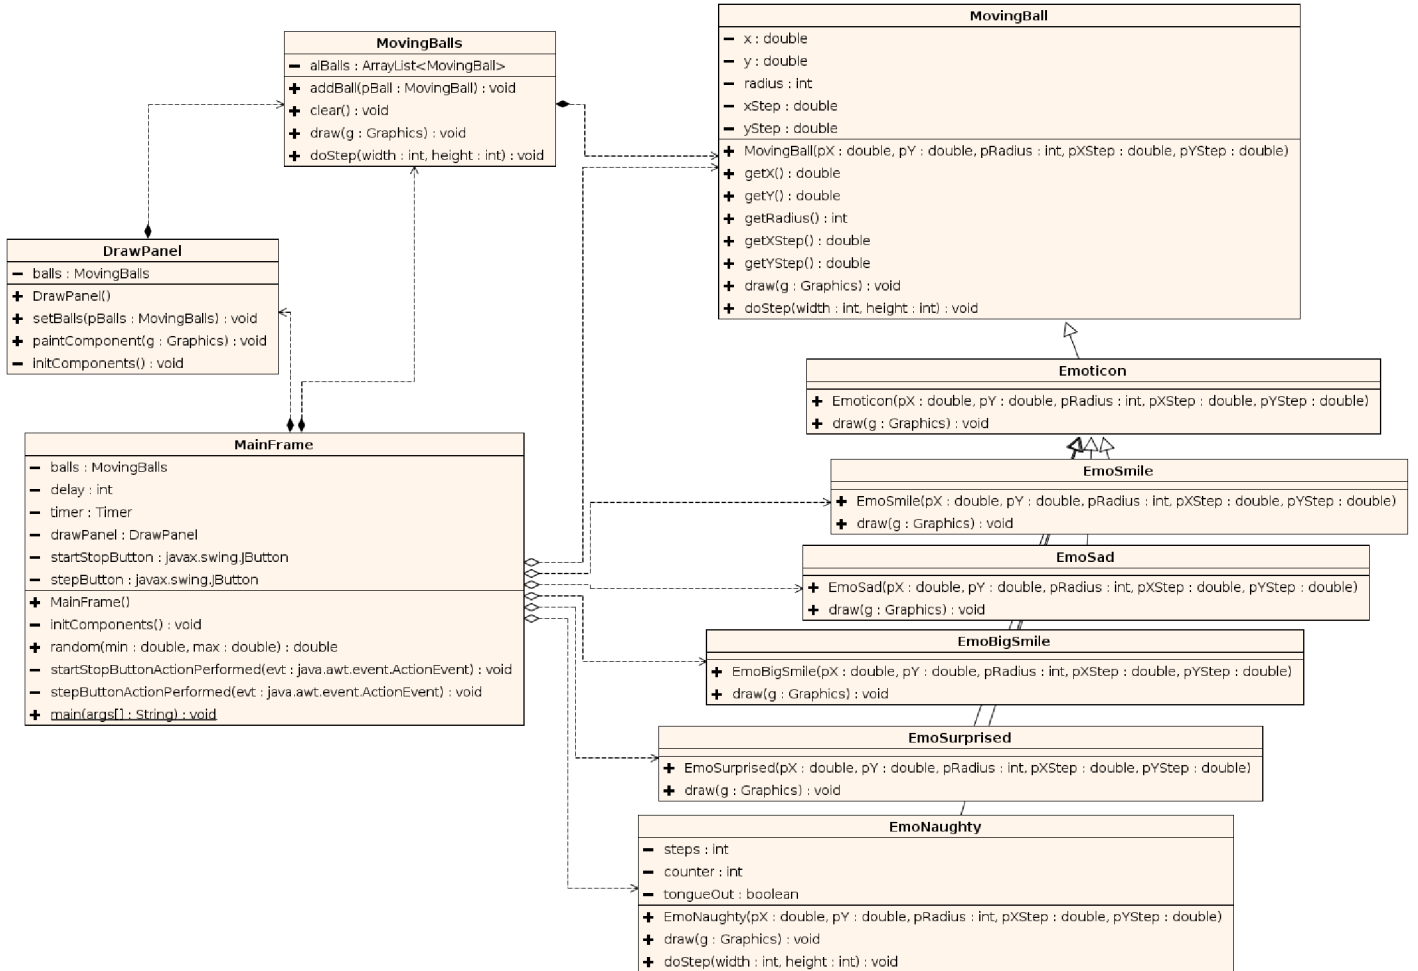 MovingBalls
− alBalls : ArrayList<MovingBall>
+ addBall(pBall : MovingBall) : void
+ clear() : void
+ draw(g : Graphics) : void
+ doStep(width : int, height : int) : void
MovingBall
− x : double
− y : double
− radius : int
− xStep : double
− yStep : double
+ MovingBall(pX : double, pY : double, pRadius : int, pXStep : double, pYStep : double)
+ getX() : double
+ getY() : double
+ getRadius() : int
+ getXStep() : double
+ getYStep() : double
+ draw(g : Graphics) : void
+ doStep(width : int, height : int) : void
DrawPanel
− balls : MovingBalls
+ DrawPanel()
+ setBalls(pBalls : MovingBalls) : void
+ paintComponent(g : Graphics) : void
− initComponents() : void
Emoticon
+ Emoticon(pX : double, pY : double, pRadius : int, pXStep : double, pYStep : double)
+ draw(g : Graphics) : void
MainFrame
− balls : MovingBalls
− delay : int
− timer : Timer
− drawPanel : DrawPanel
− startStopButton : javax.swing.JButton
− stepButton : javax.swing.JButton
+ MainFrame()
− initComponents() : void
+ random(min : double, max : double) : double
− startStopButtonActionPerformed(evt : java.awt.event.ActionEvent) : void
− stepButtonActionPerformed(evt : java.awt.event.ActionEvent) : void
+ main(args[] : String) : void
EmoSmile
+ EmoSmile(pX : double, pY : double, pRadius : int, pXStep : double, pYStep : double)
+ draw(g : Graphics) : void
EmoSad
+ EmoSad(pX : double, pY : double, pRadius : int, pXStep : double, pYStep : double)
+ draw(g : Graphics) : void
EmoBigSmile
+ EmoBigSmile(pX : double, pY : double, pRadius : int, pXStep : double, pYStep : double)
+ draw(g : Graphics) : void
EmoSurprised
+ EmoSurprised(pX : double, pY : double, pRadius : int, pXStep : double, pYStep : double)
+ draw(g : Graphics) : void
EmoNaughty
− steps : int
− counter : int
− tongueOut : boolean
+ EmoNaughty(pX : double, pY : double, pRadius : int, pXStep : double, pYStep : double)
+ draw(g : Graphics) : void
+ doStep(width : int, height : int) : void